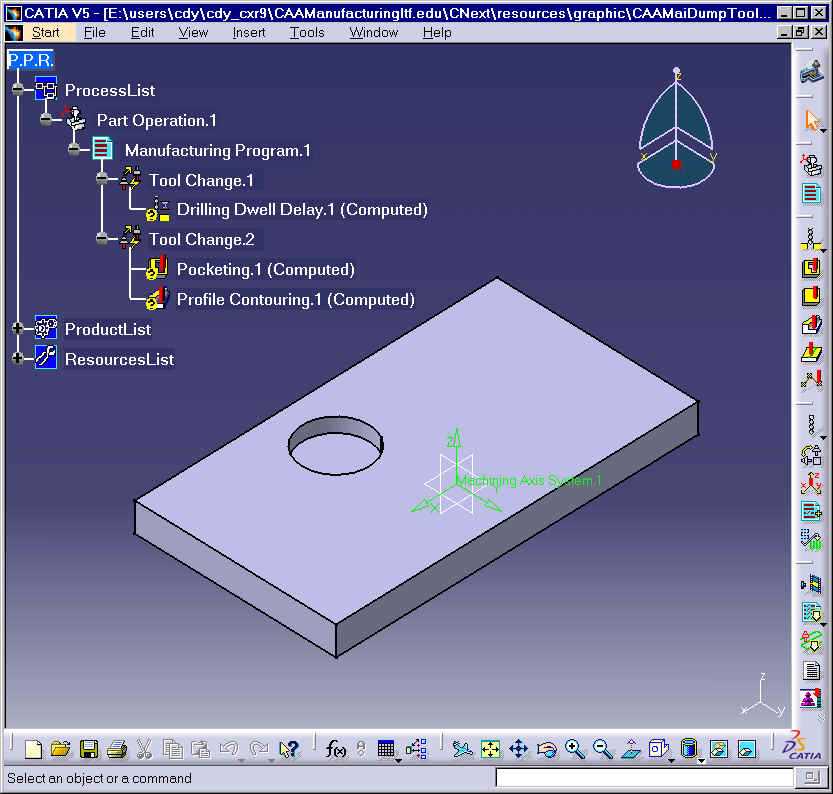 CATIA V5 - [E:\users\cdy\cdy_cxr9\CAAManufacturingItf.edu\CNext\resources\graphic\CAAMaiDumpTool...
Start File Edit View Insert Tools Window Help
P.P.R.
ProcessList
Part Operation.1
Manufacturing Program.1
Tool Change.1
Drilling Dwell Delay.1 (Computed)
Tool Change.2
Pocketing.1 (Computed)
Profile Contouring.1 (Computed)
ProductList
ResourcesList
z
x y
Z
Machining Axis System.1
X Y
z
x y
f(x)
CATIA
Select an object or a command